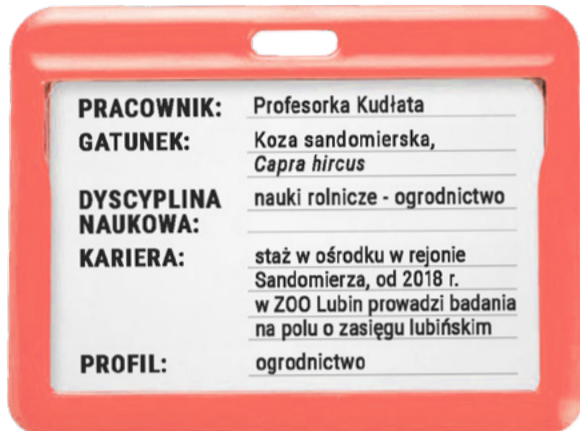 PRACOWNIK: Profesorka Kudłata
GATUNEK: Koza sandomierska,
Capra hircus
DYSCYPLINA nauki rolnicze - ogrodnictwo
NAUKOWA:
KARIERA: staż w ośrodku w rejonie
Sandomierza, od 2018 r.
w ZOO Lubin prowadzi badania
na polu o zasięgu lubińskim
PROFIL: ogrodnictwo